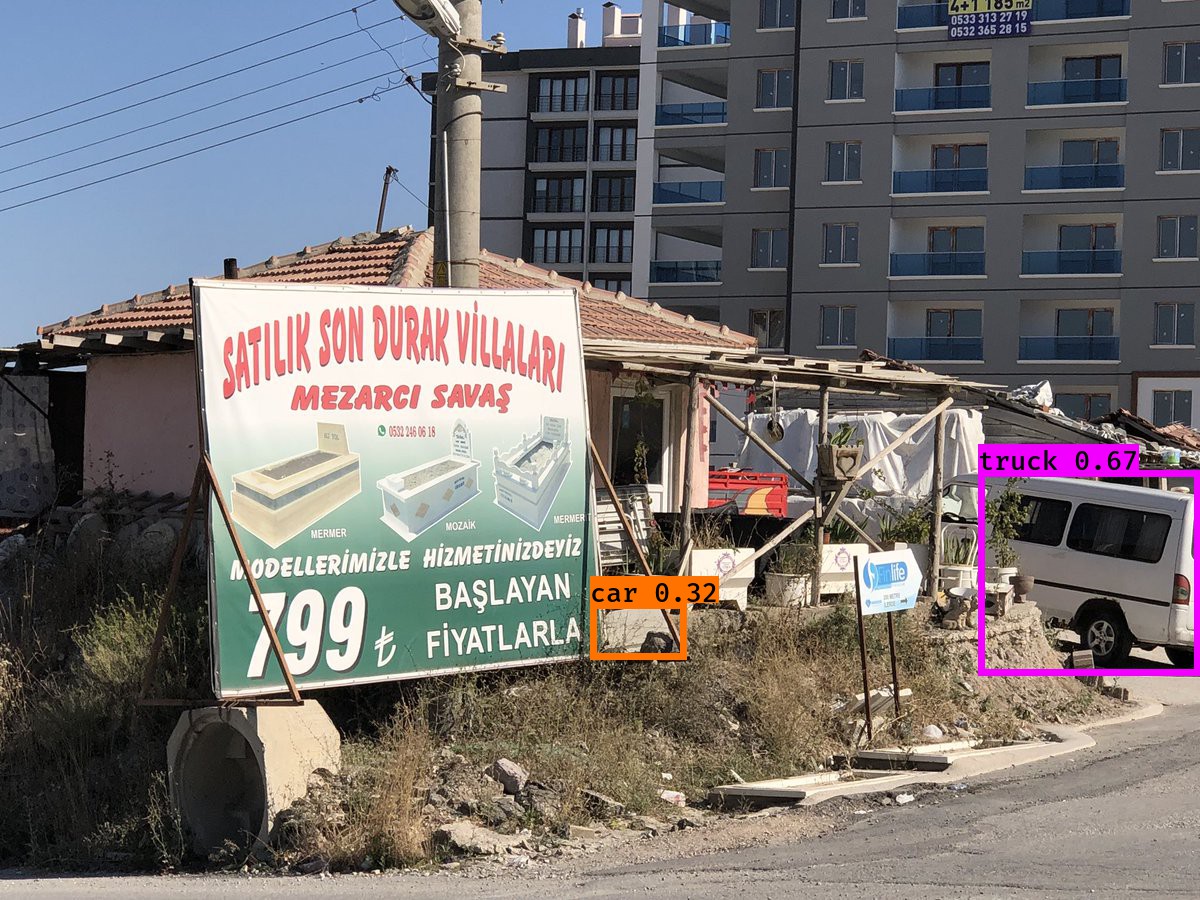 4+1 185 m2
0533 313 27 19
0532 365 28 15
SATILIK SON DURAK VİLLALARI
MEZARCI SAVAŞ
0532 246 06 18
MERMER
MOZAİK
MERMERİT
MODELLERİMİZLE HİZMETİNİZDEYİZ
799 ₺
BAŞLAYAN
FİYATLARLA
truck 0.67
car 0.32
finlife